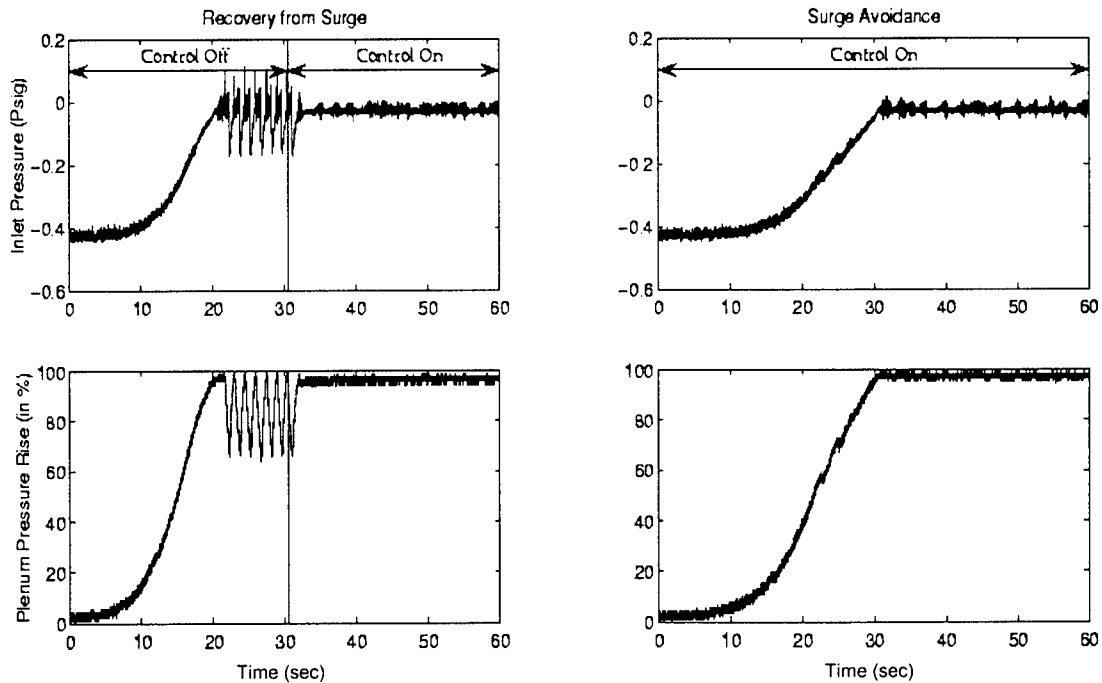 Recovery from Surge
Surge Avoidance
Inlet Pressure (Psig)
0.2
0
−0.2
−0.4
−0.6
Control Off
Control On
0 10 20 30 40 50 60
0.2
0
−0.2
−0.4
−0.6
Control On
0 10 20 30 40 50 60
Plenum Pressure Rise (in %)
100
80
60
40
20
0
0 10 20 30 40 50 60
Time (sec)
100
80
60
40
20
0
0 10 20 30 40 50 60
Time (sec)